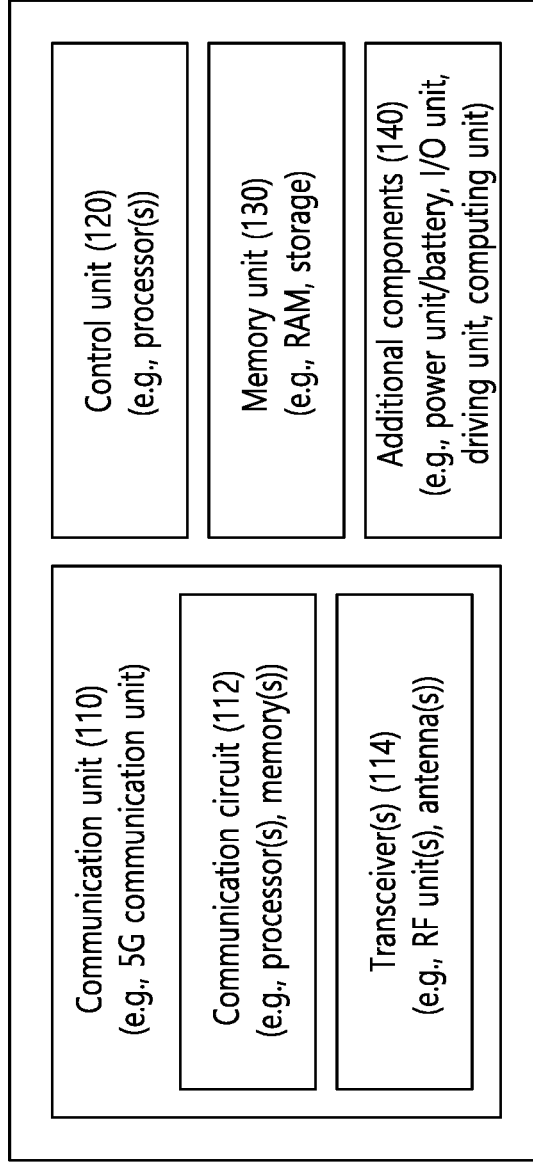 Communication unit (110)
(e.g., 5G communication unit)
Communication circuit (112)
(e.g., processor(s), memory(s))
Transceiver(s) (114)
(e.g., RF unit(s), antenna(s))
Control unit (120)
(e.g., processor(s))
Memory unit (130)
(e.g., RAM, storage)
Additional components (140)
(e.g., power unit/battery, I/O unit,
driving unit, computing unit)